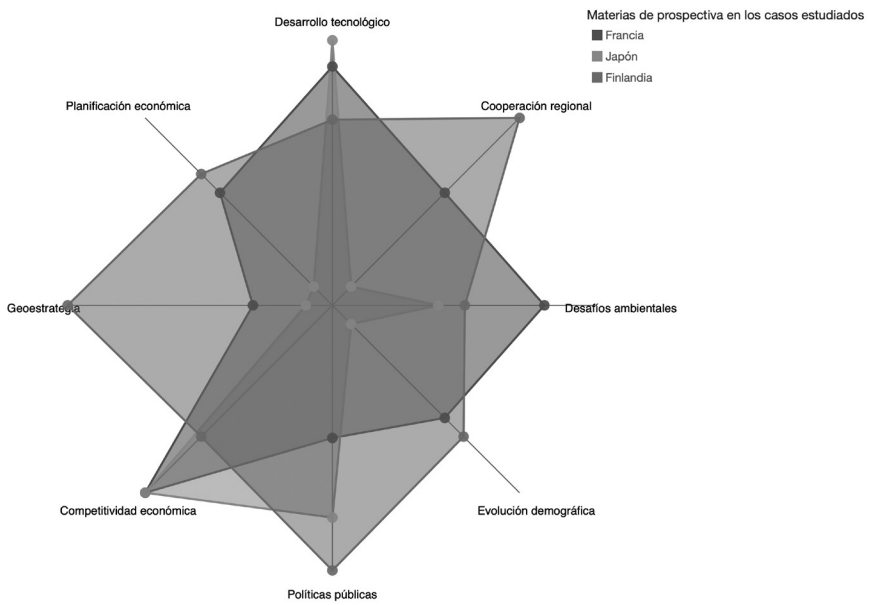 Materias de prospectiva en los casos estudiados
Francia
Japón
Finlandia
Desarrollo tecnológico
Planificación económica
Cooperación regional
Geoestrategia
Desafíos ambientales
Competitividad económica
Evolución demográfica
Políticas públicas